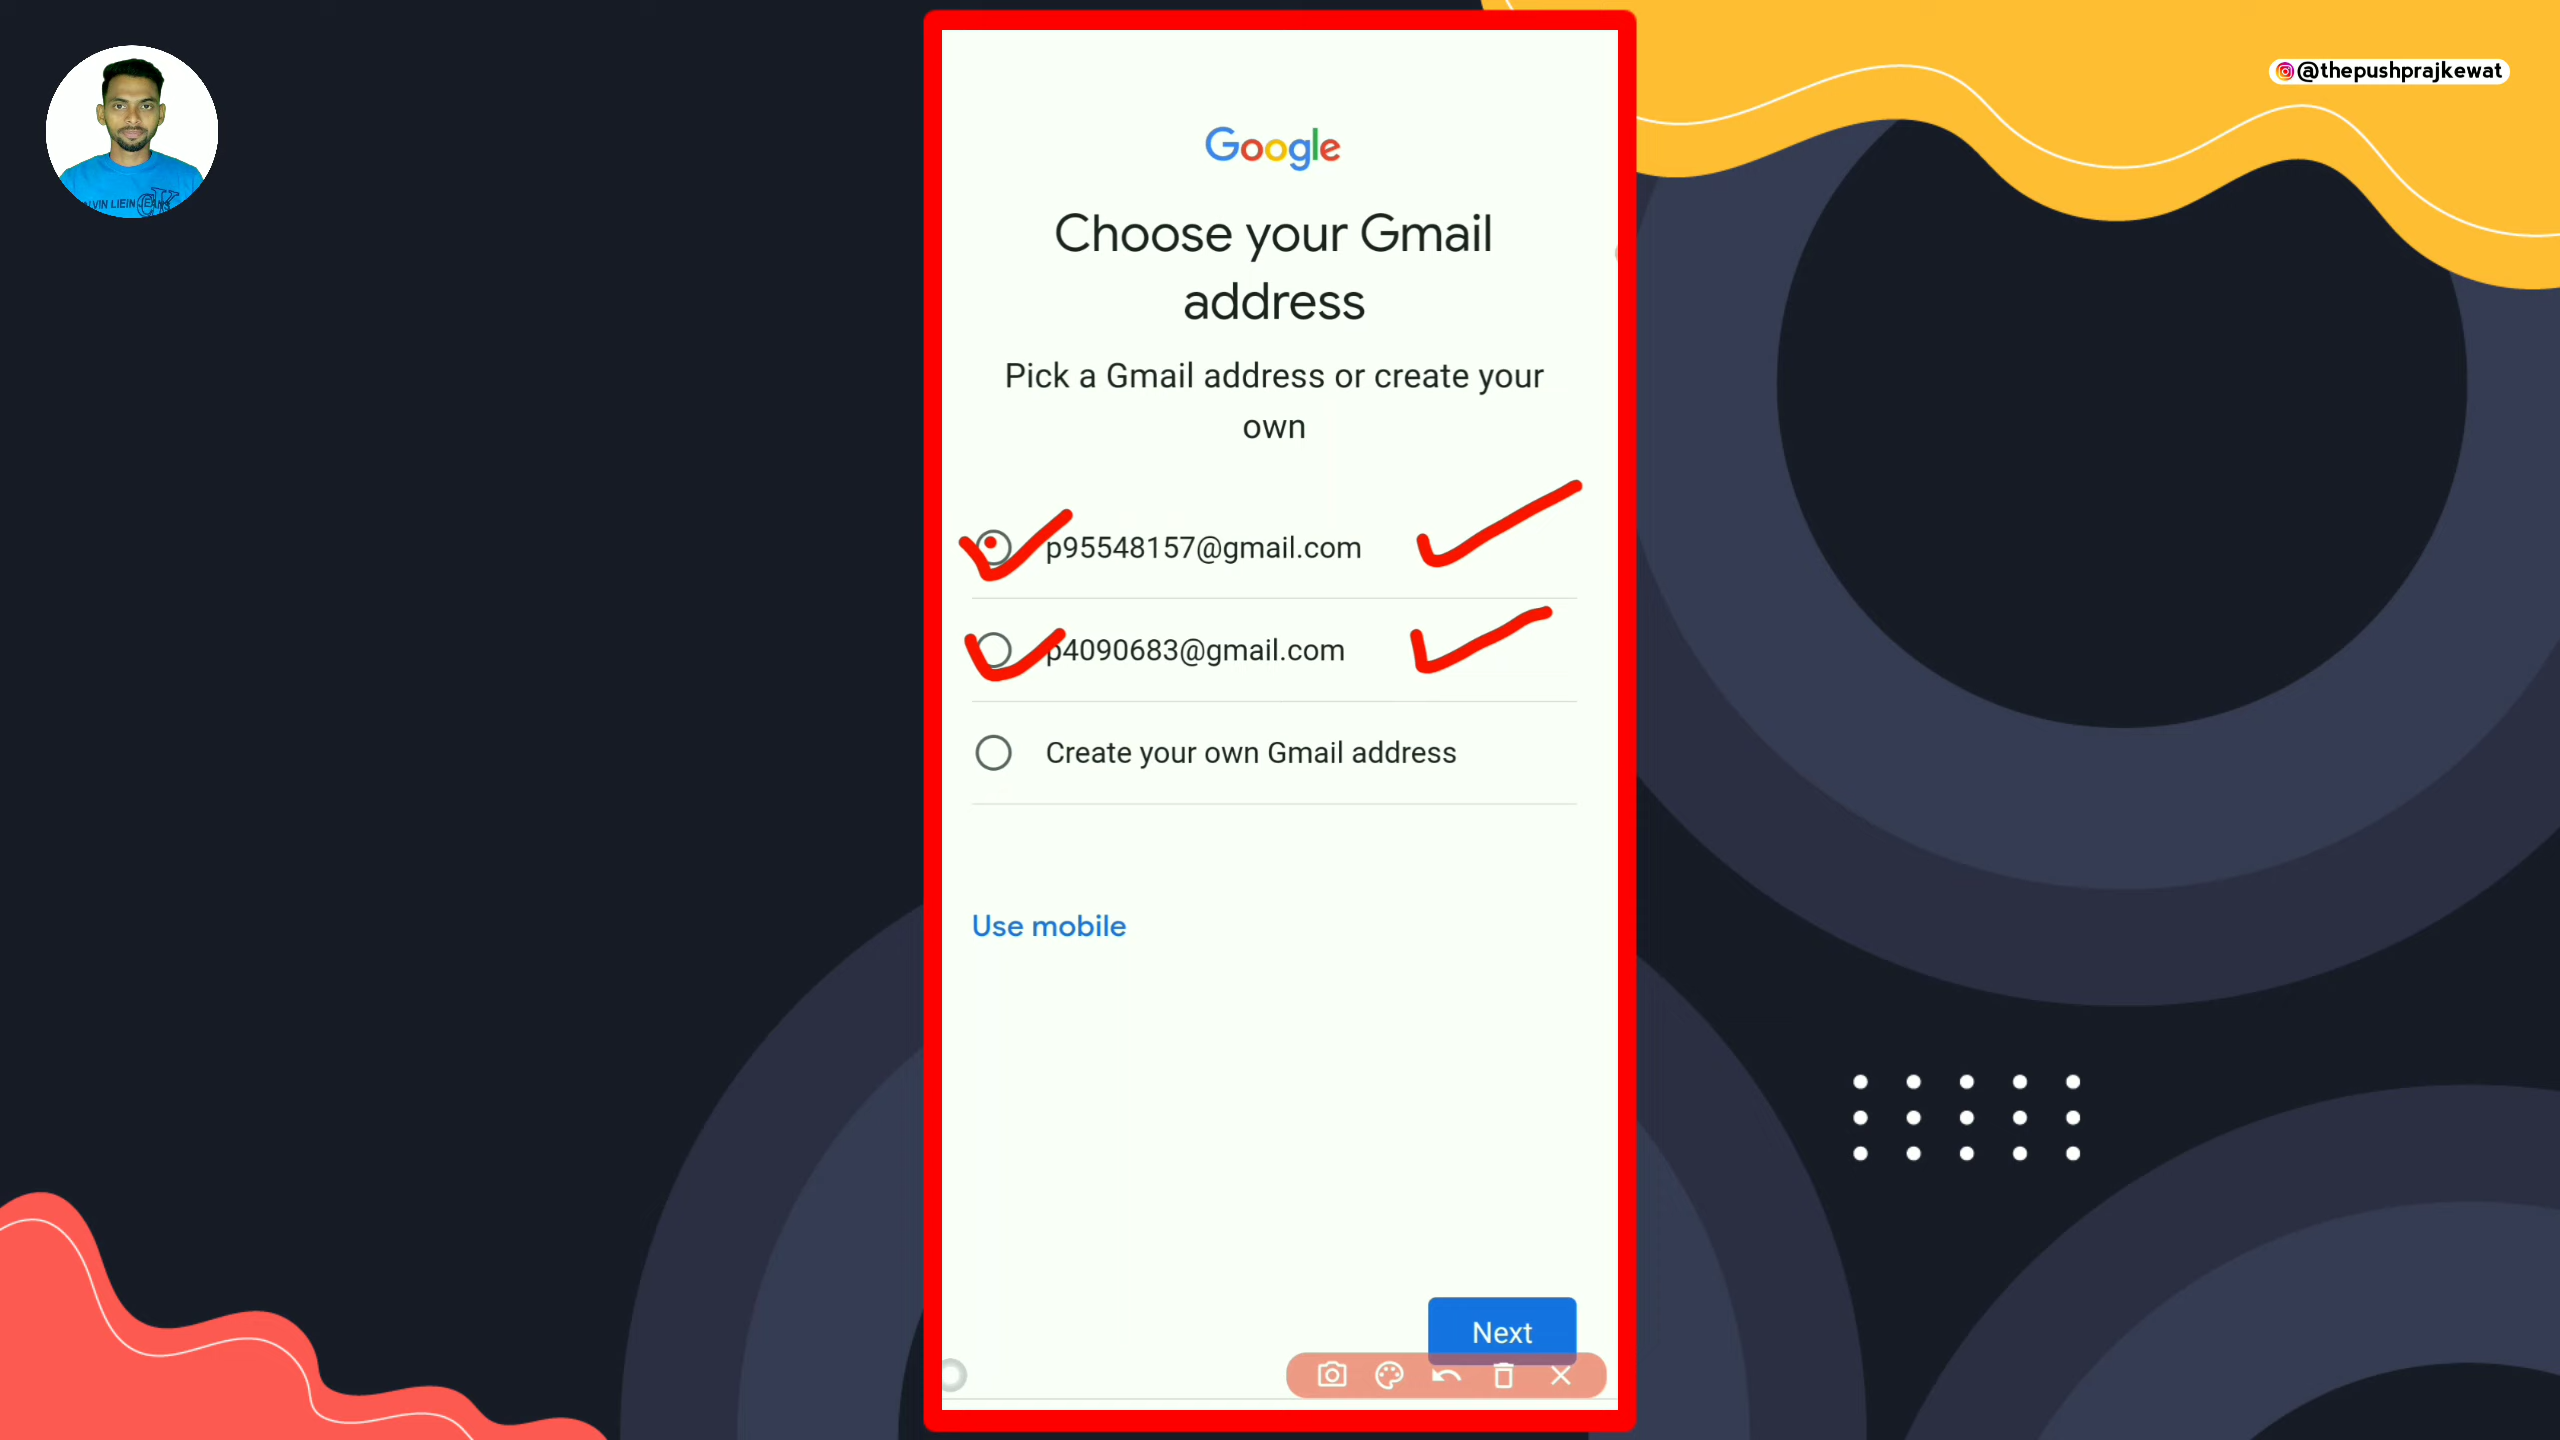 @thepushprajkewat
Google
Choose your Gmail
address
Pick a Gmail address or create your
own
p95548157@gmail.com
p4090683@gmail.com
Create your own Gmail address
Use mobile
Next